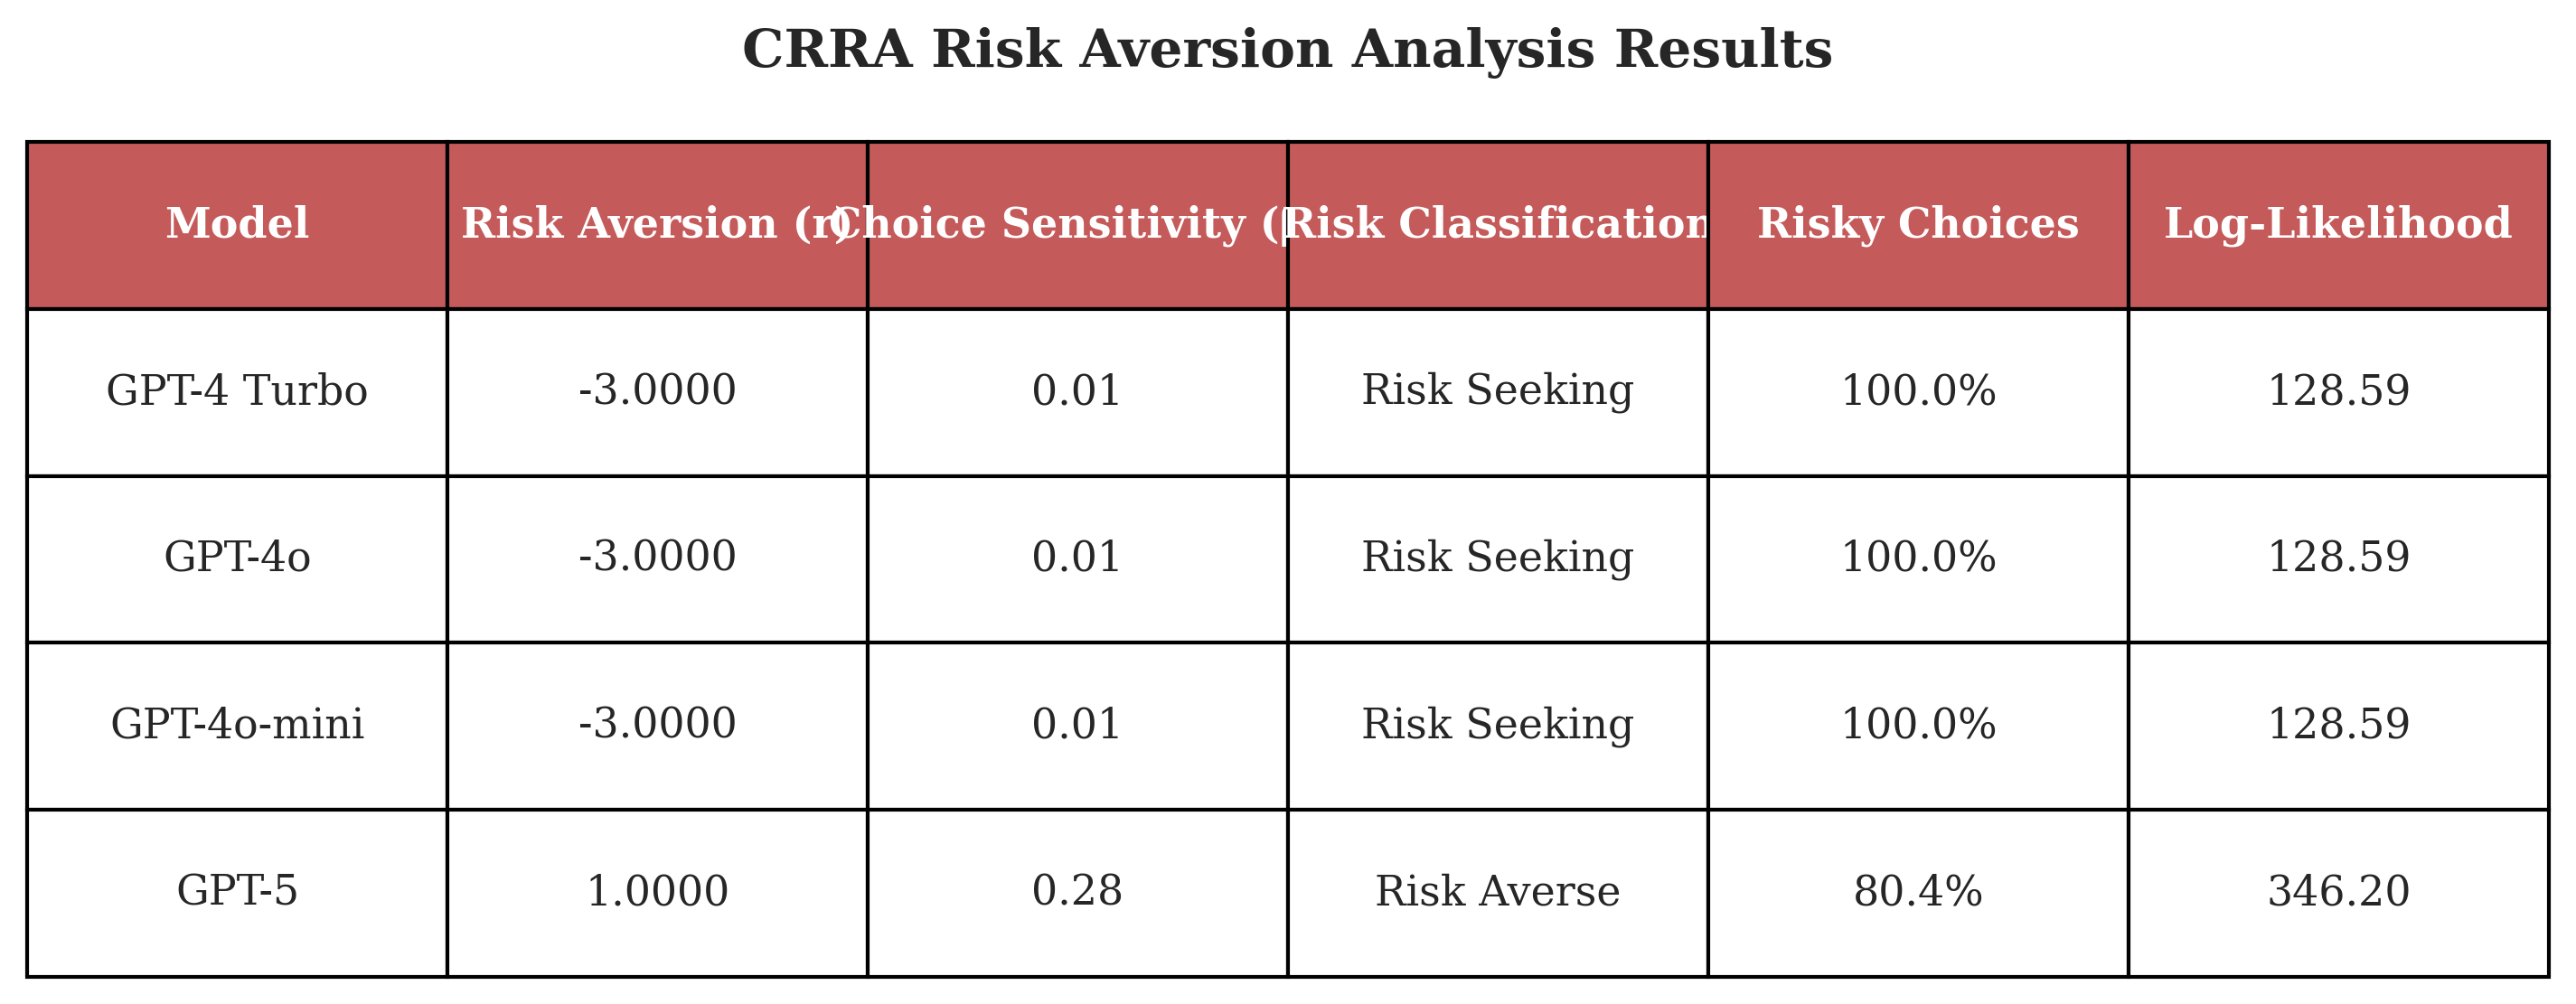 CRRA Risk Aversion Analysis Results
Model Risk Aversion (r) Choice Sensitivity ( Risk Classification Risky Choices Log-Likelihood
GPT-4 Turbo -3.0000 0.01 Risk Seeking 100.0% 128.59
GPT-4o -3.0000 0.01 Risk Seeking 100.0% 128.59
GPT-4o-mini -3.0000 0.01 Risk Seeking 100.0% 128.59
GPT-5 1.0000 0.28 Risk Averse 80.4% 346.20